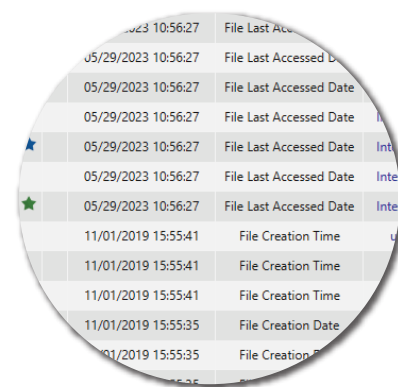 2023 10:56:27 File Last
05/29/2023 10:56:27 File Last Accessed
05/29/2023 10:56:27 File Last Accessed Date
05/29/2023 10:56:27 File Last Accessed Date
05/29/2023 10:56:27 File Last Accessed Date
05/29/2023 10:56:27 File Last Accessed Date
05/29/2023 10:56:27 File Last Accessed Date
11/01/2019 15:55:41 File Creation Time
11/01/2019 15:55:41 File Creation Time
11/01/2019 15:55:41 File Creation Time
11/01/2019 15:55:35 File Creation Date
/2019 15:55:35 File Creation